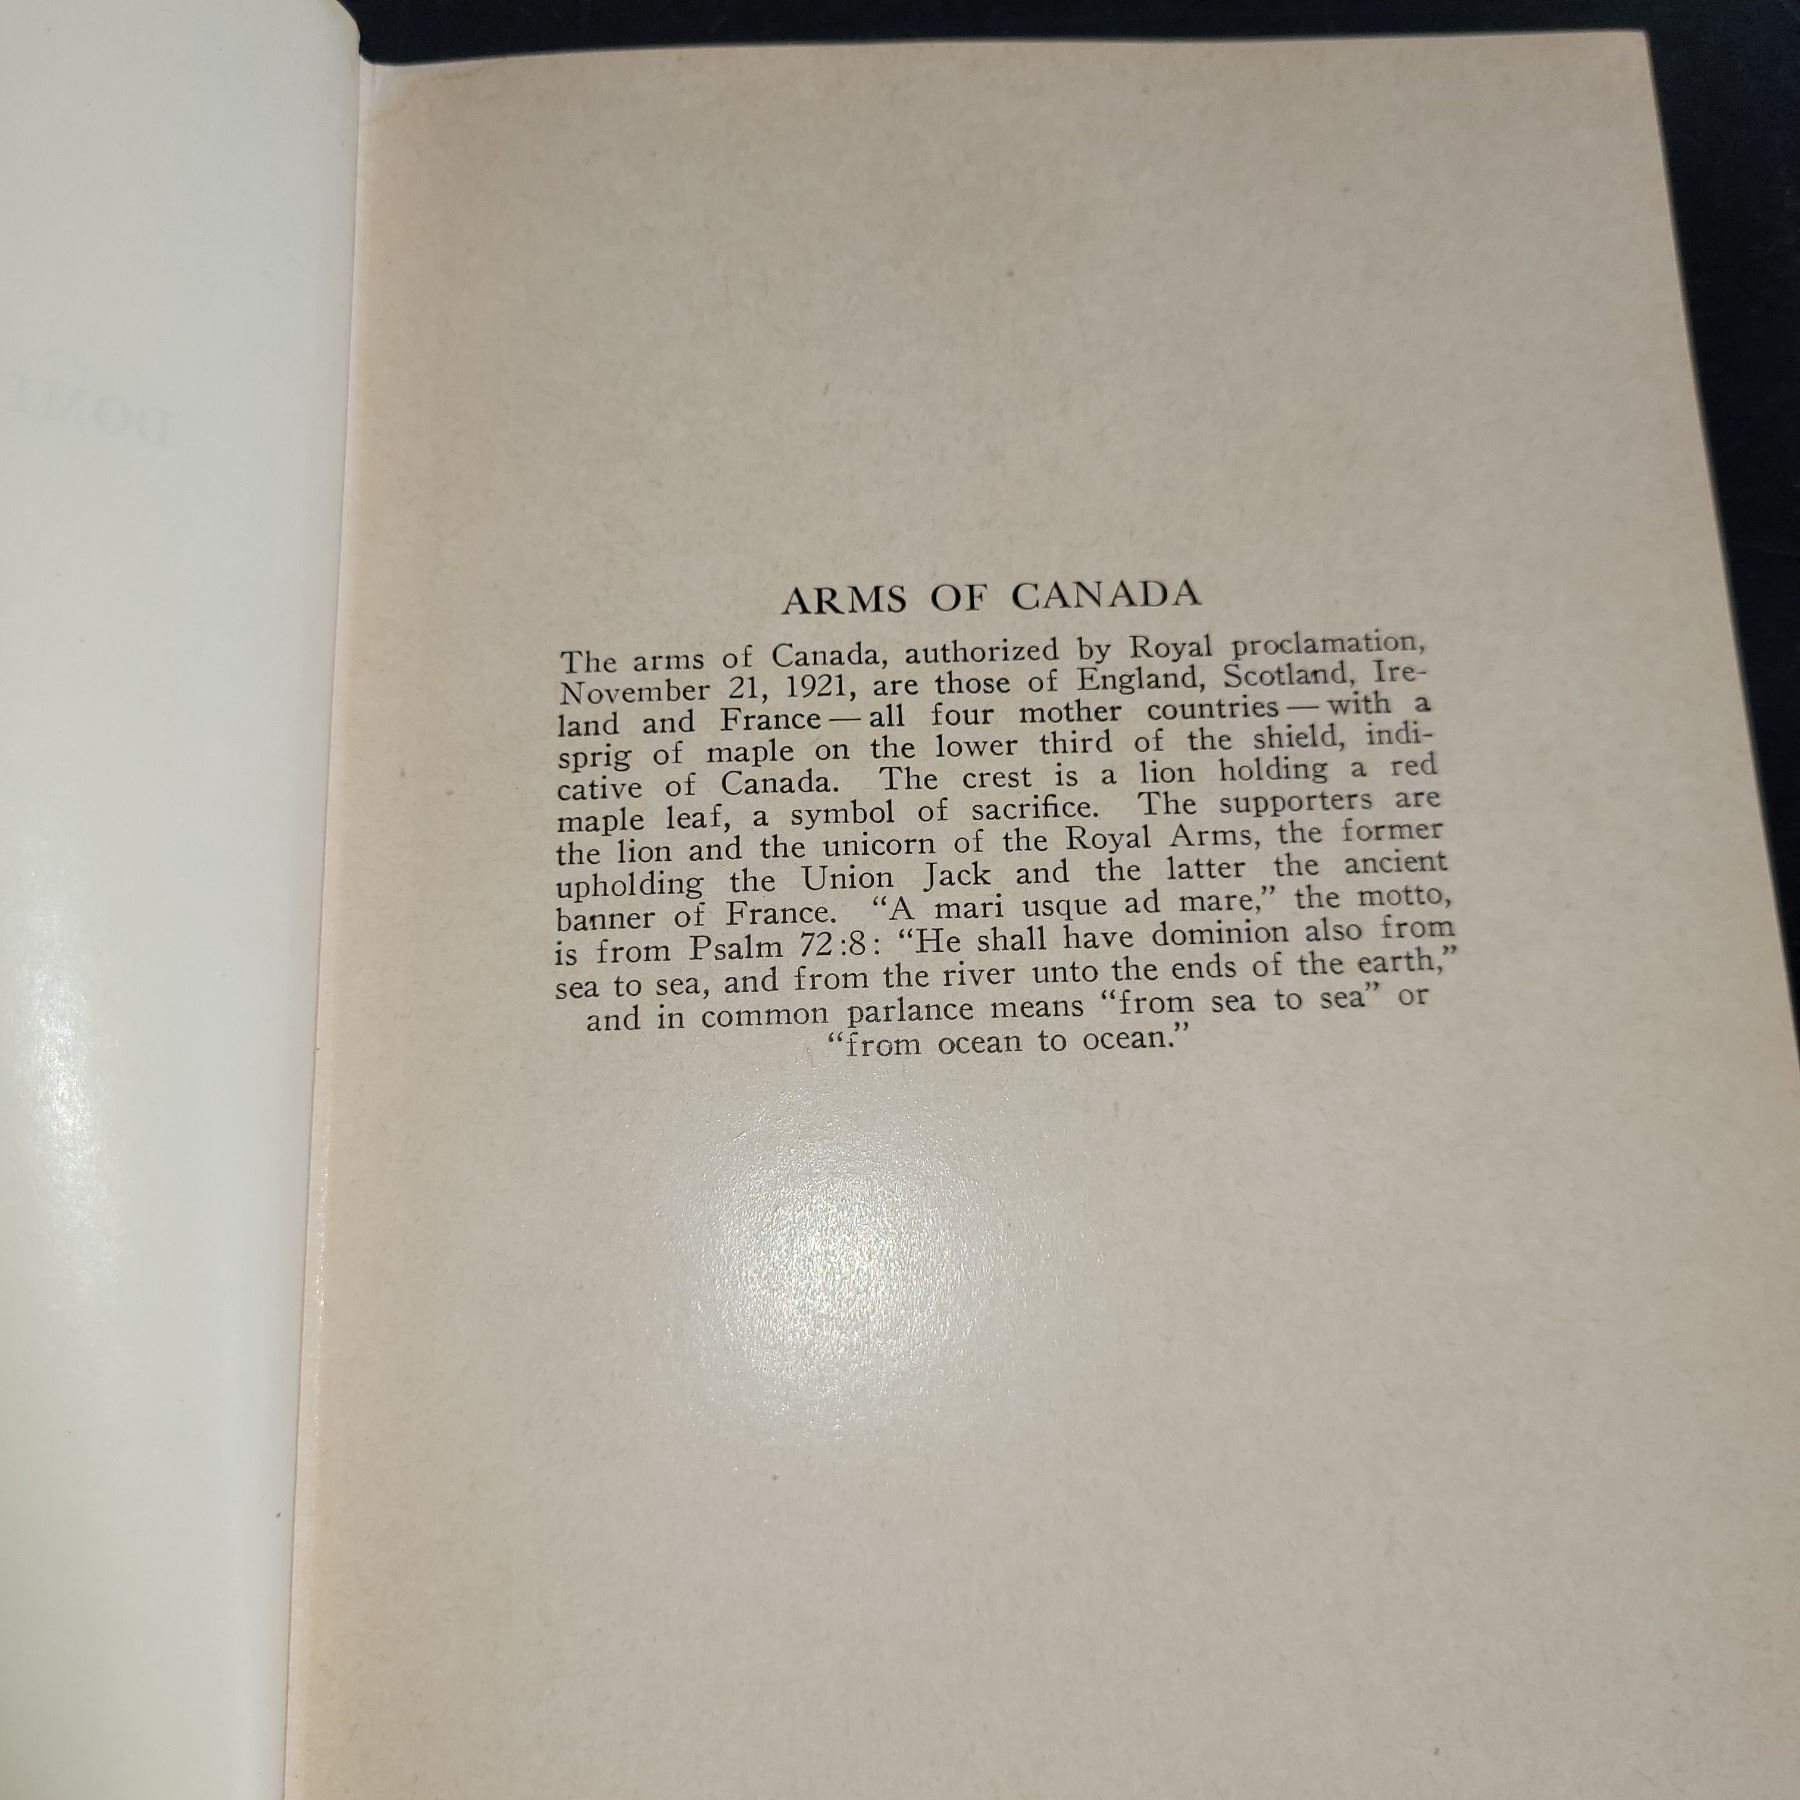 ARMS OF CANADA
The arms of Canada, authorized by Royal proclamation,
November 21, 1921, are those of England, Scotland, Ire-
land and France — all four mother countries — with a
sprig of maple on the lower third of the shield, indi-
cative of Canada. The crest is a lion holding a red
maple leaf, a symbol of sacrifice. The supporters are
the lion and the unicorn of the Royal Arms, the former
upholding the Union Jack and the latter the ancient
banner of France. “A mari usque ad mare,” the motto,
is from Psalm 72:8: “He shall have dominion also from
sea to sea, and from the river unto the ends of the earth,”
and in common parlance means “from sea to sea” or
“from ocean to ocean.”